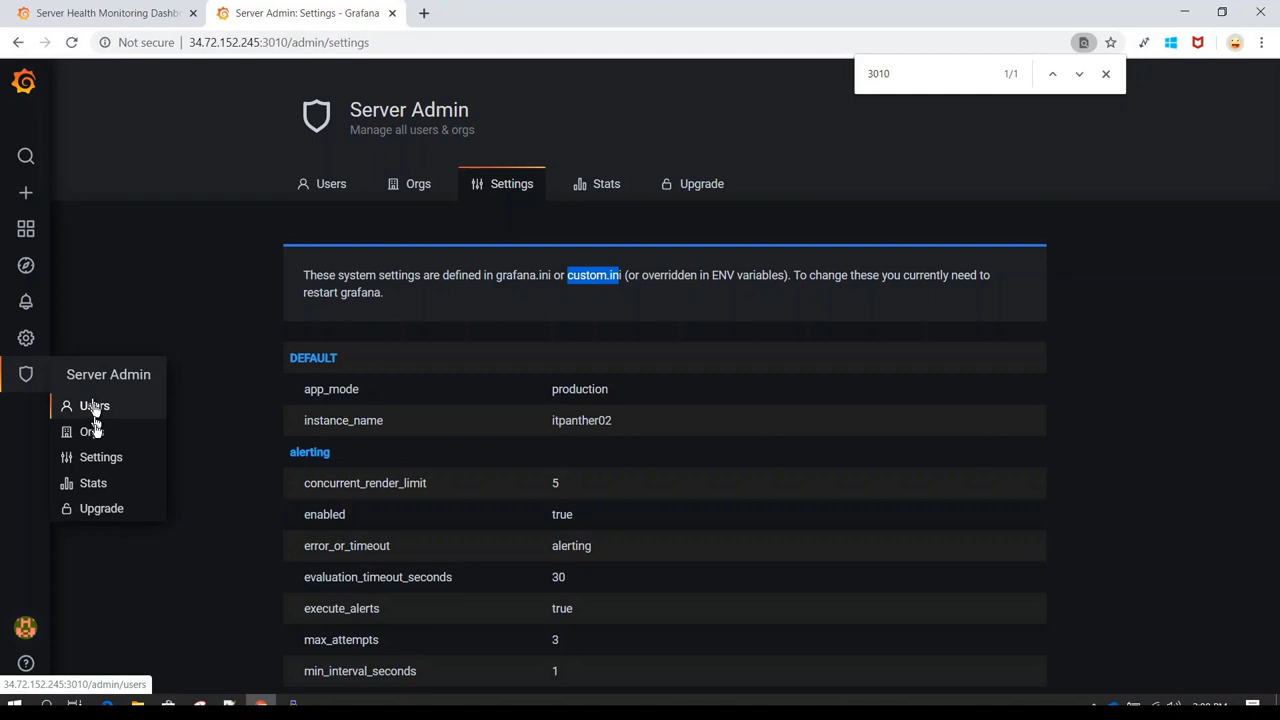 Server Health Monitoring Dashb
Server Admin: Settings - Grafana
Not secure
34.72.152.245:3010/admin/settings
3010
1/1
Server Admin
Manage all users & orgs
Users
Orgs
Settings
Stats
Upgrade
These system settings are defined in grafana.ini or custom.ini (or overridden in ENV variables). To change these you currently need to
restart grafana.
DEFAULT
app_mode production
instance_name itpanther02
alerting
concurrent_render_limit 5
enabled true
error_or_timeout alerting
evaluation_timeout_seconds 30
execute_alerts true
max_attempts 3
min_interval_seconds 1
Server Admin
Users
Settings
Stats
Upgrade
34.72.152.245:3010/admin/users